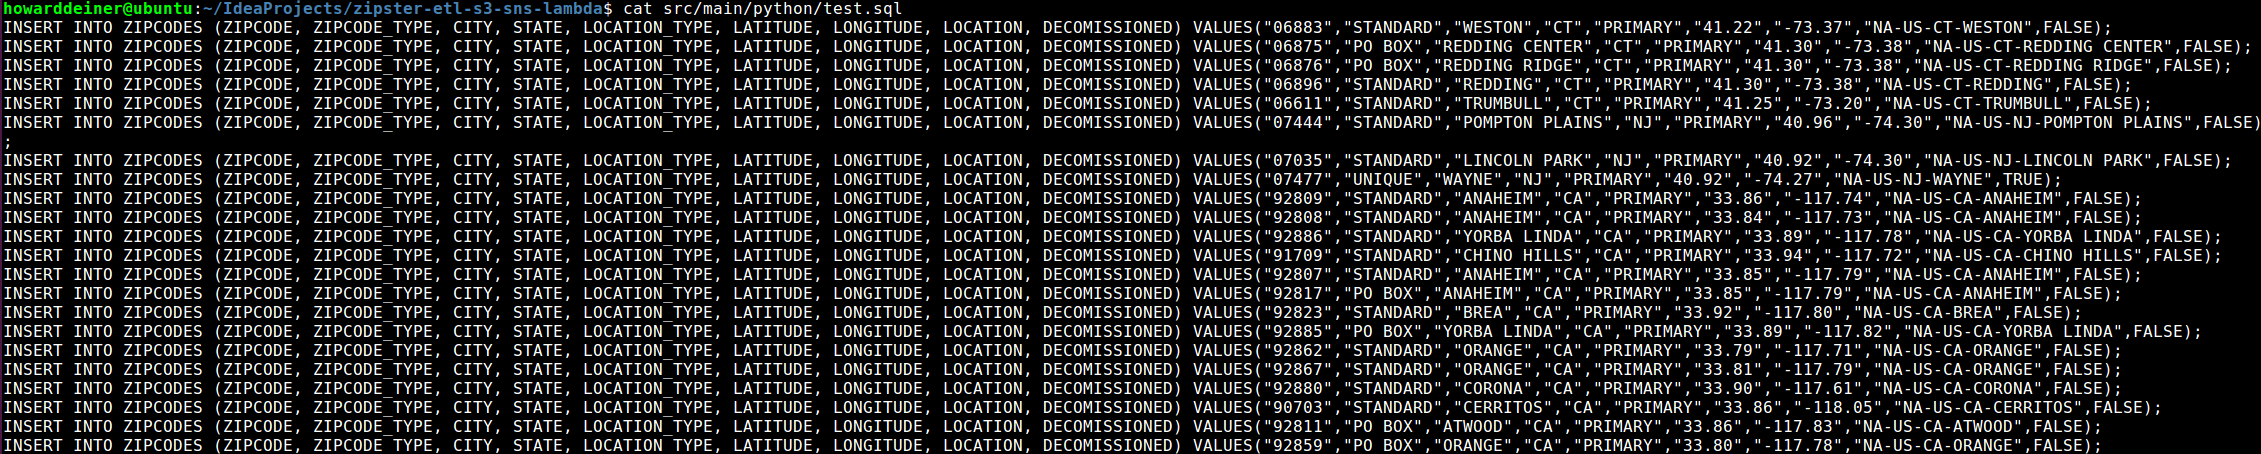 howarddeiner@ubuntu:~/IdeaProjects/zipster-etl-s3-sns-lambda$ cat src/main/python/test.sql
INSERT INTO ZIPCODES (ZIPCODE, ZIPCODE_TYPE, CITY, STATE, LOCATION_TYPE, LATITUDE, LONGITUDE, LOCATION, DECOMISSIONED) VALUES("06883","STANDARD","WESTON","CT","PRIMARY","41.22","-73.37","NA-US-CT-WESTON",FALSE);
INSERT INTO ZIPCODES (ZIPCODE, ZIPCODE_TYPE, CITY, STATE, LOCATION_TYPE, LATITUDE, LONGITUDE, LOCATION, DECOMISSIONED) VALUES("06875","PO BOX","REDDING CENTER","CT","PRIMARY","41.30","-73.38","NA-US-CT-REDDING CENTER",FALSE);
INSERT INTO ZIPCODES (ZIPCODE, ZIPCODE_TYPE, CITY, STATE, LOCATION_TYPE, LATITUDE, LONGITUDE, LOCATION, DECOMISSIONED) VALUES("06876","PO BOX","REDDING RIDGE","CT","PRIMARY","41.30","-73.38","NA-US-CT-REDDING RIDGE",FALSE);
INSERT INTO ZIPCODES (ZIPCODE, ZIPCODE_TYPE, CITY, STATE, LOCATION_TYPE, LATITUDE, LONGITUDE, LOCATION, DECOMISSIONED) VALUES("06896","STANDARD","REDDING","CT","PRIMARY","41.30","-73.38","NA-US-CT-REDDING",FALSE);
INSERT INTO ZIPCODES (ZIPCODE, ZIPCODE_TYPE, CITY, STATE, LOCATION_TYPE, LATITUDE, LONGITUDE, LOCATION, DECOMISSIONED) VALUES("06611","STANDARD","TRUMBULL","CT","PRIMARY","41.25","-73.20","NA-US-CT-TRUMBULL",FALSE);
INSERT INTO ZIPCODES (ZIPCODE, ZIPCODE_TYPE, CITY, STATE, LOCATION_TYPE, LATITUDE, LONGITUDE, LOCATION, DECOMISSIONED) VALUES("07444","STANDARD","POMPTON PLAINS","NJ","PRIMARY","40.96","-74.30","NA-US-NJ-POMPTON PLAINS",FALSE)
;
INSERT INTO ZIPCODES (ZIPCODE, ZIPCODE_TYPE, CITY, STATE, LOCATION_TYPE, LATITUDE, LONGITUDE, LOCATION, DECOMISSIONED) VALUES("07035","STANDARD","LINCOLN PARK","NJ","PRIMARY","40.92","-74.30","NA-US-NJ-LINCOLN PARK",FALSE);
INSERT INTO ZIPCODES (ZIPCODE, ZIPCODE_TYPE, CITY, STATE, LOCATION_TYPE, LATITUDE, LONGITUDE, LOCATION, DECOMISSIONED) VALUES("07477","UNIQUE","WAYNE","NJ","PRIMARY","40.92","-74.27","NA-US-NJ-WAYNE",TRUE);
INSERT INTO ZIPCODES (ZIPCODE, ZIPCODE_TYPE, CITY, STATE, LOCATION_TYPE, LATITUDE, LONGITUDE, LOCATION, DECOMISSIONED) VALUES("92809","STANDARD","ANAHEIM","CA","PRIMARY","33.86","-117.74","NA-US-CA-ANAHEIM",FALSE);
INSERT INTO ZIPCODES (ZIPCODE, ZIPCODE_TYPE, CITY, STATE, LOCATION_TYPE, LATITUDE, LONGITUDE, LOCATION, DECOMISSIONED) VALUES("92808","STANDARD","ANAHEIM","CA","PRIMARY","33.84","-117.73","NA-US-CA-ANAHEIM",FALSE);
INSERT INTO ZIPCODES (ZIPCODE, ZIPCODE_TYPE, CITY, STATE, LOCATION_TYPE, LATITUDE, LONGITUDE, LOCATION, DECOMISSIONED) VALUES("92886","STANDARD","YORBA LINDA","CA","PRIMARY","33.89","-117.78","NA-US-CA-YORBA LINDA",FALSE);
INSERT INTO ZIPCODES (ZIPCODE, ZIPCODE_TYPE, CITY, STATE, LOCATION_TYPE, LATITUDE, LONGITUDE, LOCATION, DECOMISSIONED) VALUES("91709","STANDARD","CHINO HILLS","CA","PRIMARY","33.94","-117.72","NA-US-CA-CHINO HILLS",FALSE);
INSERT INTO ZIPCODES (ZIPCODE, ZIPCODE_TYPE, CITY, STATE, LOCATION_TYPE, LATITUDE, LONGITUDE, LOCATION, DECOMISSIONED) VALUES("92807","STANDARD","ANAHEIM","CA","PRIMARY","33.85","-117.79","NA-US-CA-ANAHEIM",FALSE);
INSERT INTO ZIPCODES (ZIPCODE, ZIPCODE_TYPE, CITY, STATE, LOCATION_TYPE, LATITUDE, LONGITUDE, LOCATION, DECOMISSIONED) VALUES("92817","PO BOX","ANAHEIM","CA","PRIMARY","33.85","-117.79","NA-US-CA-ANAHEIM",FALSE);
INSERT INTO ZIPCODES (ZIPCODE, ZIPCODE_TYPE, CITY, STATE, LOCATION_TYPE, LATITUDE, LONGITUDE, LOCATION, DECOMISSIONED) VALUES("92823","STANDARD","BREA","CA","PRIMARY","33.92","-117.80","NA-US-CA-BREA",FALSE);
INSERT INTO ZIPCODES (ZIPCODE, ZIPCODE_TYPE, CITY, STATE, LOCATION_TYPE, LATITUDE, LONGITUDE, LOCATION, DECOMISSIONED) VALUES("92885","PO BOX","YORBA LINDA","CA","PRIMARY","33.89","-117.82","NA-US-CA-YORBA LINDA",FALSE);
INSERT INTO ZIPCODES (ZIPCODE, ZIPCODE_TYPE, CITY, STATE, LOCATION_TYPE, LATITUDE, LONGITUDE, LOCATION, DECOMISSIONED) VALUES("92862","STANDARD","ORANGE","CA","PRIMARY","33.79","-117.71","NA-US-CA-ORANGE",FALSE);
INSERT INTO ZIPCODES (ZIPCODE, ZIPCODE_TYPE, CITY, STATE, LOCATION_TYPE, LATITUDE, LONGITUDE, LOCATION, DECOMISSIONED) VALUES("92867","STANDARD","ORANGE","CA","PRIMARY","33.81","-117.79","NA-US-CA-ORANGE",FALSE);
INSERT INTO ZIPCODES (ZIPCODE, ZIPCODE_TYPE, CITY, STATE, LOCATION_TYPE, LATITUDE, LONGITUDE, LOCATION, DECOMISSIONED) VALUES("92880","STANDARD","CORONA","CA","PRIMARY","33.90","-117.61","NA-US-CA-CORONA",FALSE);
INSERT INTO ZIPCODES (ZIPCODE, ZIPCODE_TYPE, CITY, STATE, LOCATION_TYPE, LATITUDE, LONGITUDE, LOCATION, DECOMISSIONED) VALUES("90703","STANDARD","CERRITOS","CA","PRIMARY","33.86","-118.05","NA-US-CA-CERRITOS",FALSE);
INSERT INTO ZIPCODES (ZIPCODE, ZIPCODE_TYPE, CITY, STATE, LOCATION_TYPE, LATITUDE, LONGITUDE, LOCATION, DECOMISSIONED) VALUES("92811","PO BOX","ATWOOD","CA","PRIMARY","33.86","-117.83","NA-US-CA-ATWOOD",FALSE);
INSERT INTO ZIPCODES (ZIPCODE, ZIPCODE_TYPE, CITY, STATE, LOCATION_TYPE, LATITUDE, LONGITUDE, LOCATION, DECOMISSIONED) VALUES("92859","PO BOX","ORANGE","CA","PRIMARY","33.80","-117.78","NA-US-CA-ORANGE",FALSE);